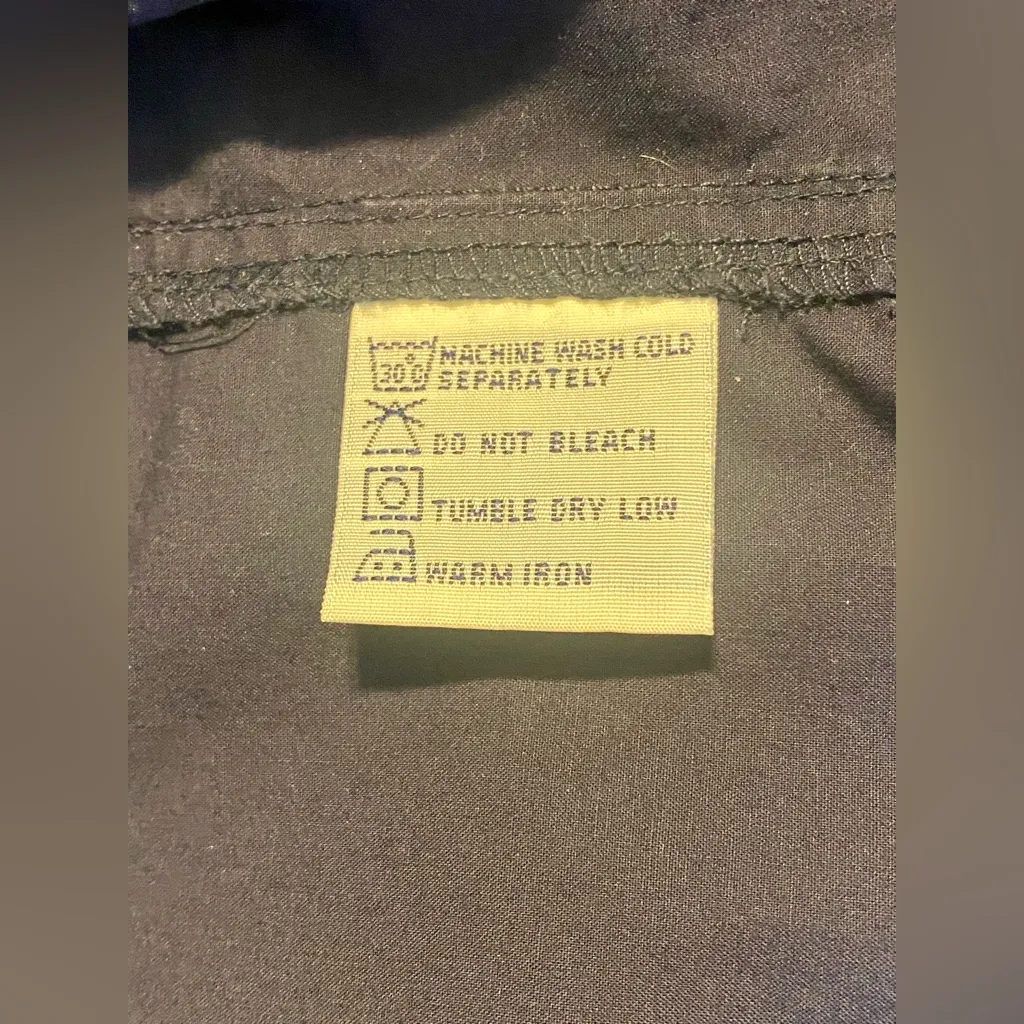 30°C MACHINE WASH COLD
SEPARATELY
DO NOT BLEACH
TUMBLE DRY LOW
WARM IRON